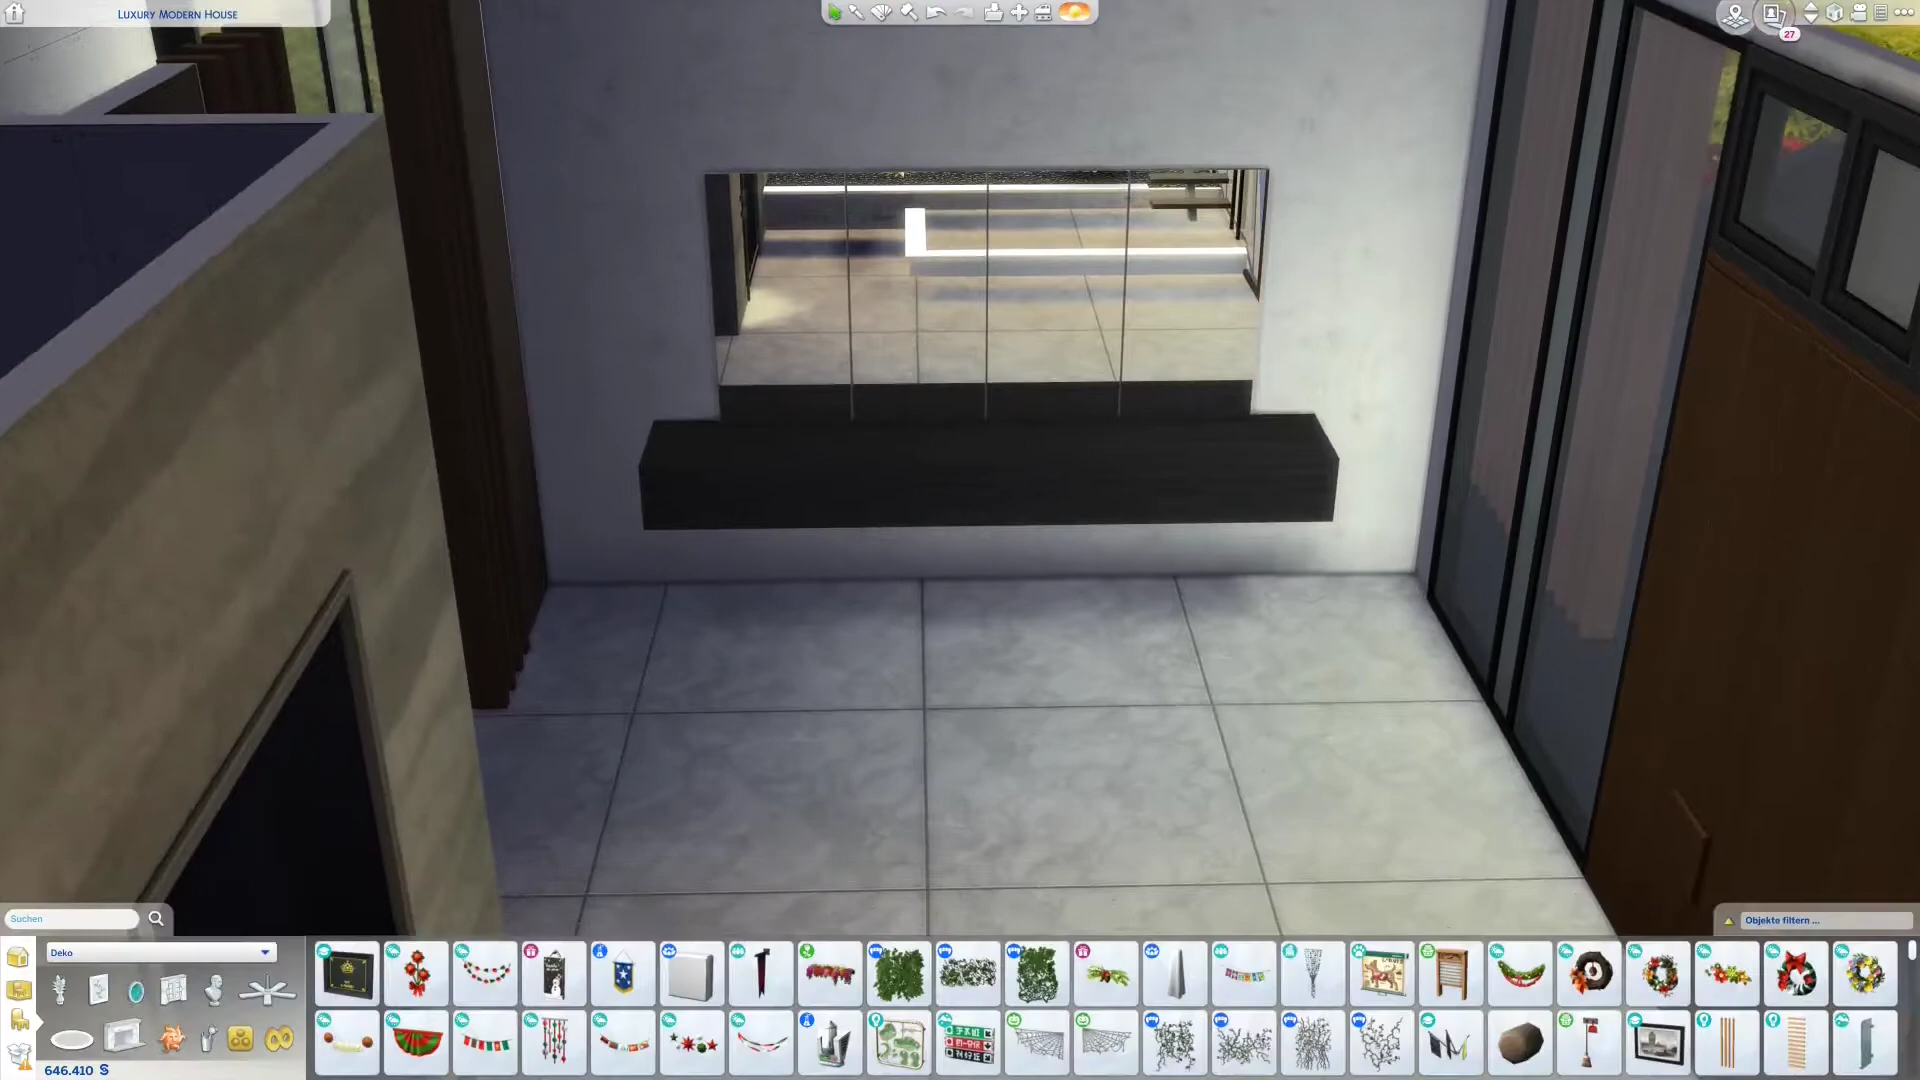 Luxury Modern House
27
Suchen
Objekte filtern ...
Deko
646.410 S